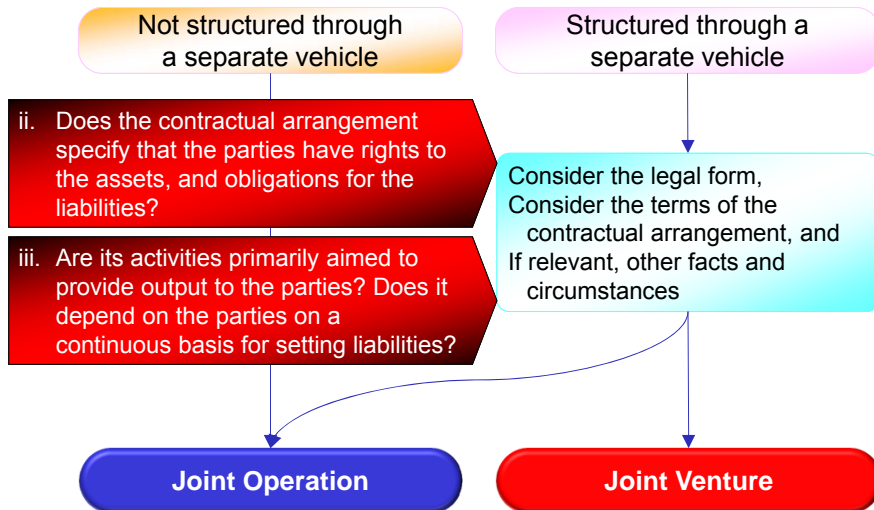 Not structured through
a separate vehicle
Structured through a
separate vehicle
ii. Does the contractual arrangement
specify that the parties have rights to
the assets, and obligations for the
liabilities?
Consider the legal form,
Consider the terms of the
contractual arrangement, and
If relevant, other facts and
circumstances
iii. Are its activities primarily aimed to
provide output to the parties? Does it
depend on the parties on a
continuous basis for setting liabilities?
Joint Operation
Joint Venture